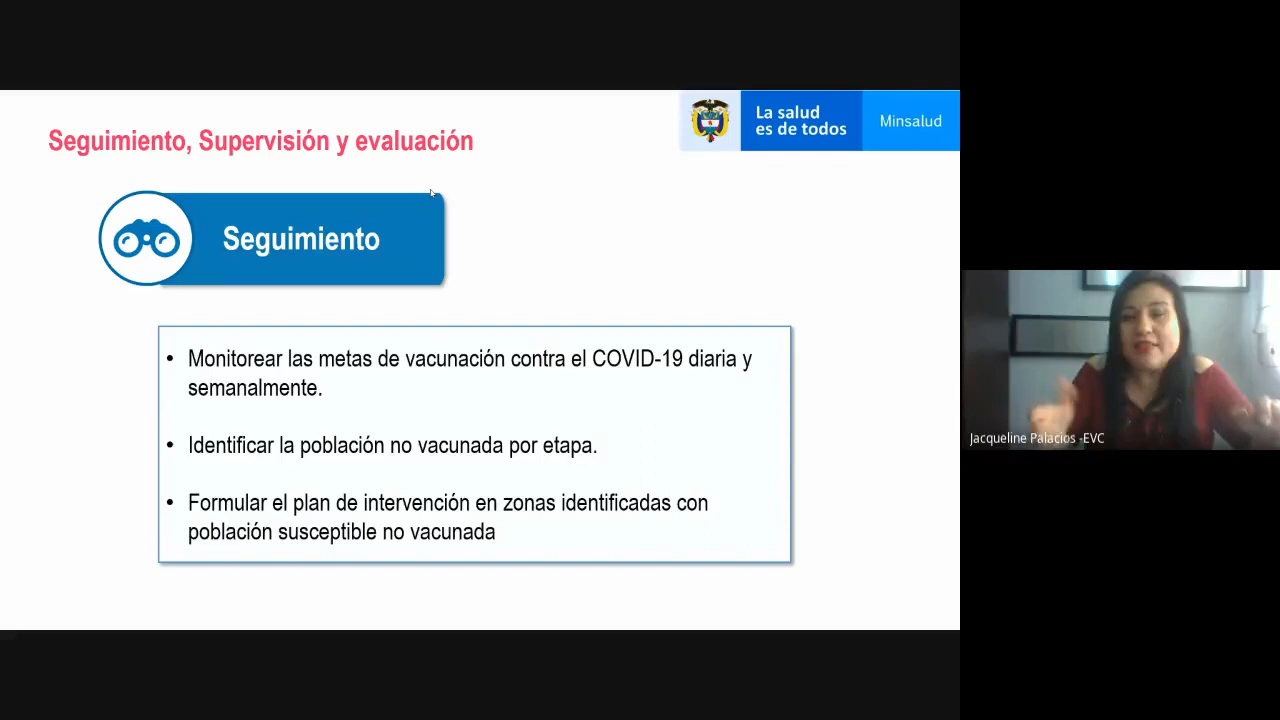 Seguimiento, Supervisión y evaluación
La salud
es de todos
Minsalud
Seguimiento
• Monitorear las metas de vacunación contra el COVID-19 diaria y
semanalmente.
• Identificar la población no vacunada por etapa.
• Formular el plan de intervención en zonas identificadas con
población susceptible no vacunada
Jacqueline Palacios -EVC